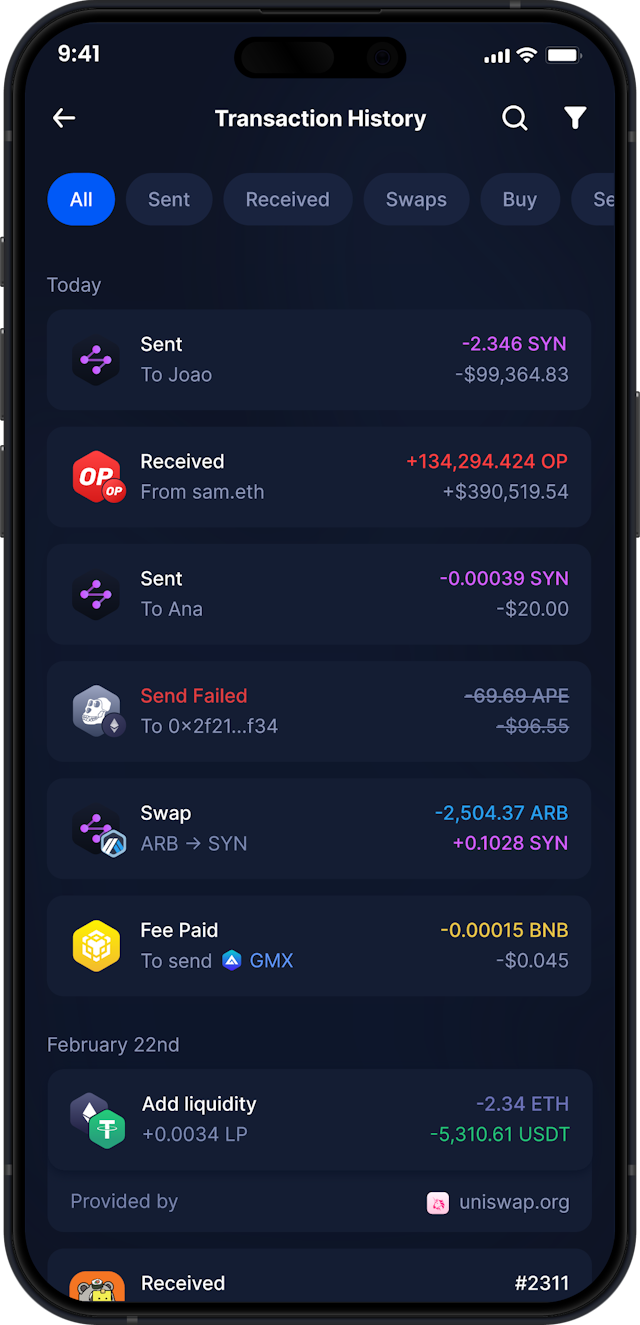 9:41
Transaction History
All Sent Received Swaps Buy Se
Today
Sent -2.346 SYN
To Joao -$99,364.83
OP OP
Received +134,294.424 OP
From sam.eth +$390,519.54
Sent -0.00039 SYN
To Ana -$20.00
Send Failed -69.69 APE
To 0×2f21...f34 -$96.55
Swap -2,504.37 ARB
ARB → SYN +0.1028 SYN
Fee Paid -0.00015 BNB
To send GMX -$0.045
February 22nd
Add liquidity -2.34 ETH
+0.0034 LP -5,310.61 USDT
Provided by uniswap.org
Received #2311